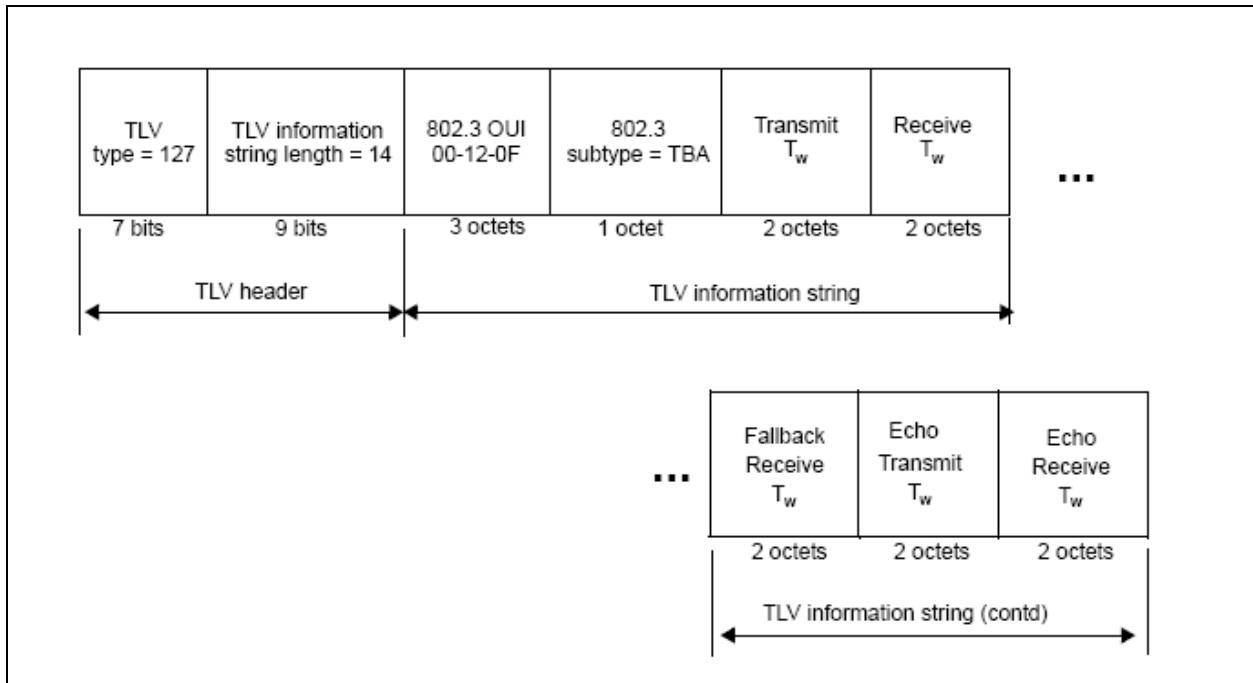 TLV
type = 127
TLV information
string length = 14
802.3 OUI
00-12-0F
802.3
subtype = TBA
Transmit
Tw
Receive
Tw
...
7 bits
9 bits
3 octets
1 octet
2 octets
2 octets
TLV header
TLV information string
...
Fallback
Receive
Tw
Echo
Transmit
Tw
Echo
Receive
Tw
2 octets
2 octets
2 octets
TLV information string (contd)